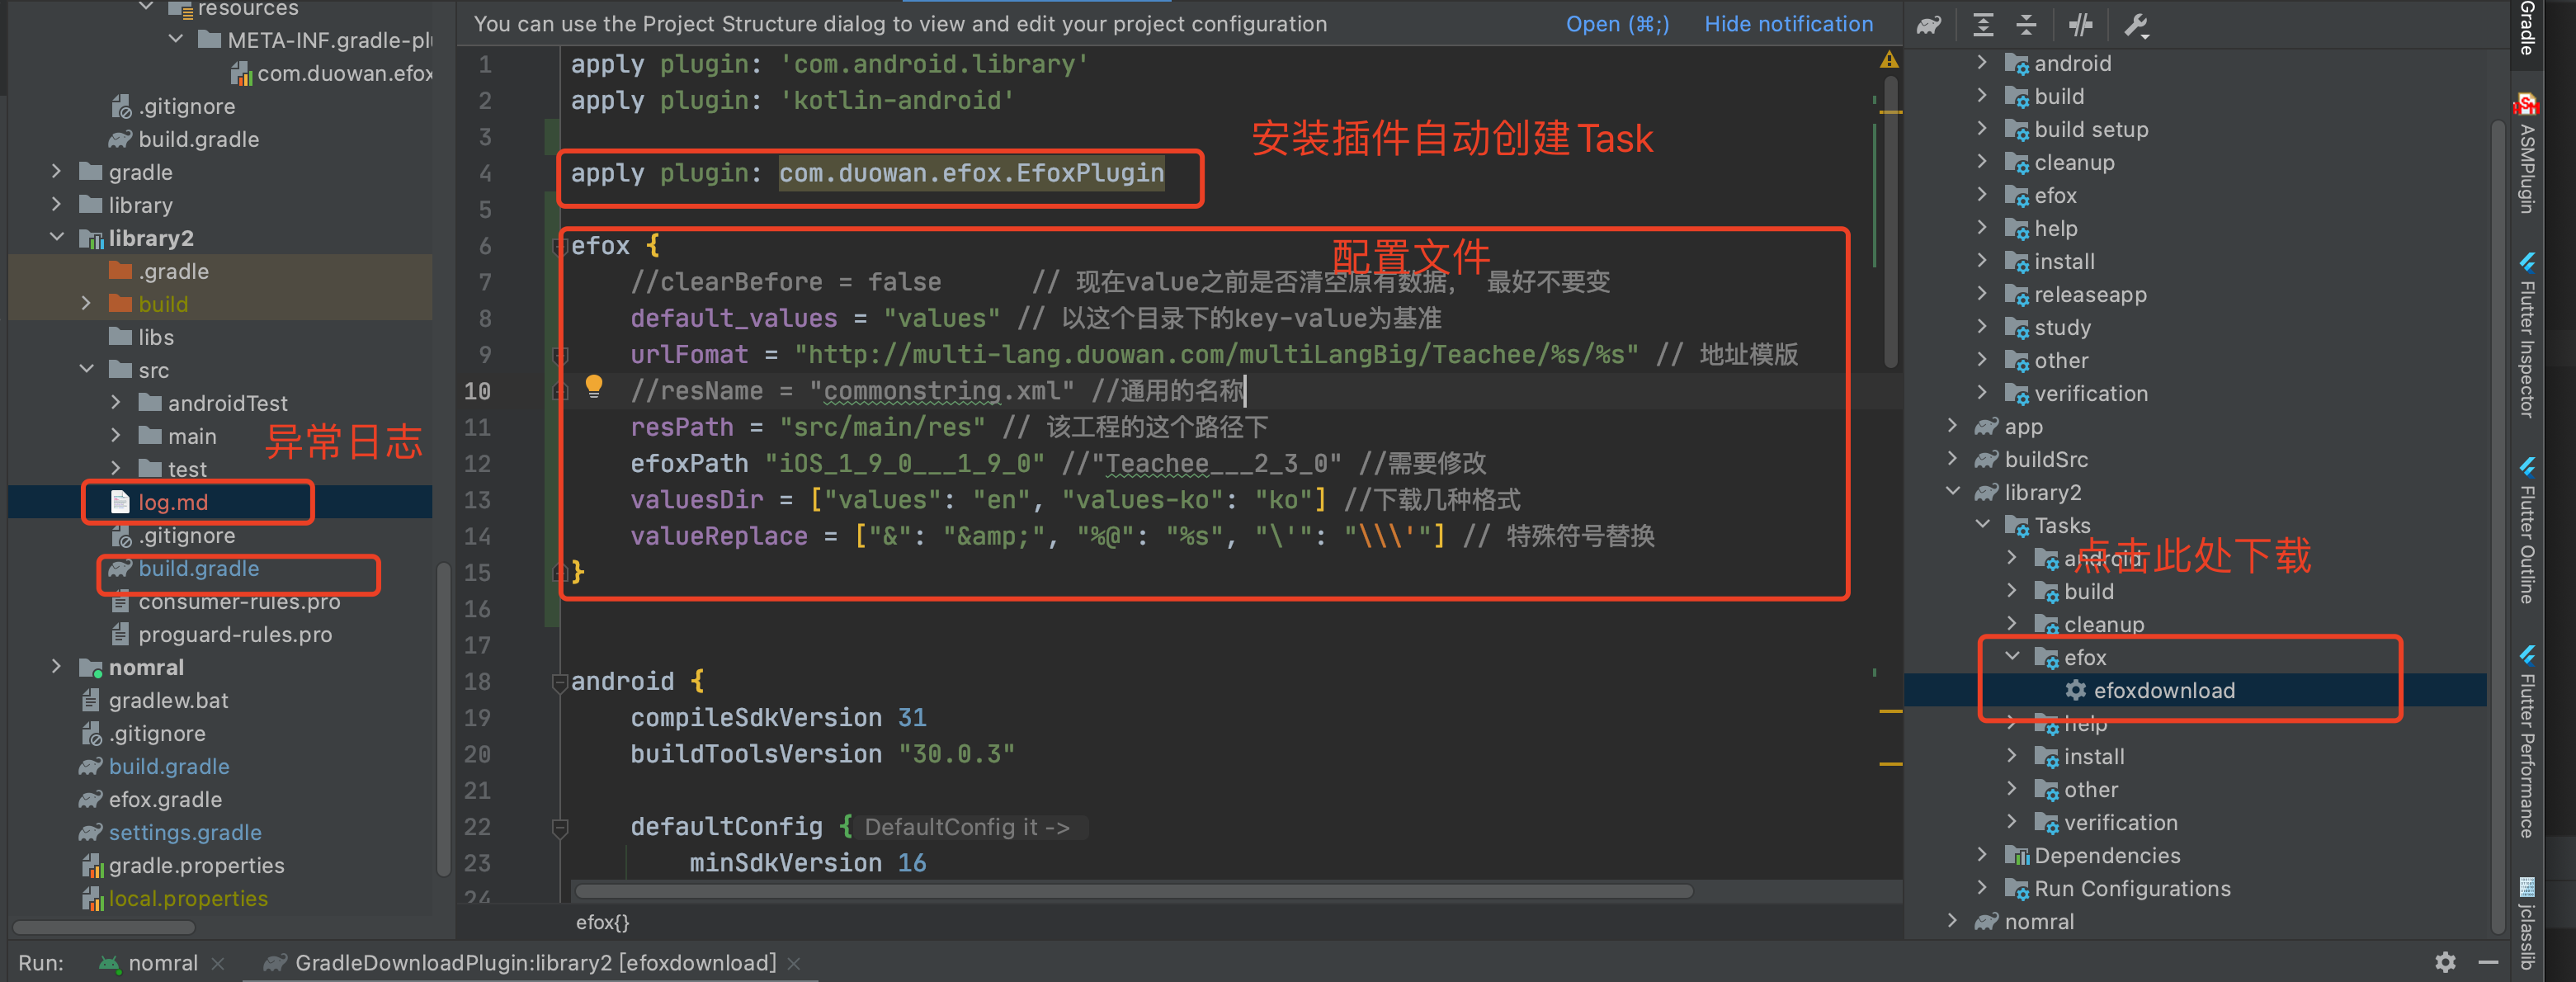 resources
META-INF.gradle-plu
com.duowan.efox
.gitignore
build.gradle
gradle
library
library2
.gradle
build
libs
src
androidTest
main
test
异常日志
log.md
.gitignore
build.gradle
consumer-rules.pro
proguard-rules.pro
nomral
gradlew.bat
.gitignore
build.gradle
efox.gradle
settings.gradle
gradle.properties
local.properties
You can use the Project Structure dialog to view and edit your project configuration
Open (⌘;)
Hide notification
1 apply plugin: 'com.android.library'
2 apply plugin: 'kotlin-android'
3
安装插件自动创建Task
4 apply plugin: com.duowan.efox.EfoxPlugin
5
6 efox {
配置文件
7 //clearBefore = false // 现在value之前是否清空原有数据， 最好不要变
8 default_values = "values" // 以这个目录下的key-value为基准
9 urlFomat = "http://multi-lang.duowan.com/multiLangBig/Teachee/%s/%s" // 地址模版
10 //resName = "commonstring.xml" //通用的名称
11 resPath = "src/main/res" // 该工程的这个路径下
12 efoxPath "iOS_1_9_0___1_9_0" //"Teachee___2_3_0" //需要修改
13 valuesDir = ["values": "en", "values-ko": "ko"] //下载几种格式
14 valueReplace = ["&": "&amp;", "%@": "%s", "\'": "\\\'"] // 特殊符号替换
15 }
16
17
18 android {
19 compileSdkVersion 31
20 buildToolsVersion "30.0.3"
21
22 defaultConfig { DefaultConfig it ->
23 minSdkVersion 16
24
efox{}
android
build
build setup
cleanup
efox
help
install
releaseapp
study
other
verification
app
buildSrc
library2
Tasks
android
点击此处下载
build
cleanup
efox
efoxdownload
help
install
other
verification
Dependencies
Run Configurations
nomral
Gradle
ASMPlugin
Flutter Inspector
Flutter Outline
Flutter Performance
jclasslib
Run:
nomral
GradleDownloadPlugin:library2 [efoxdownload]